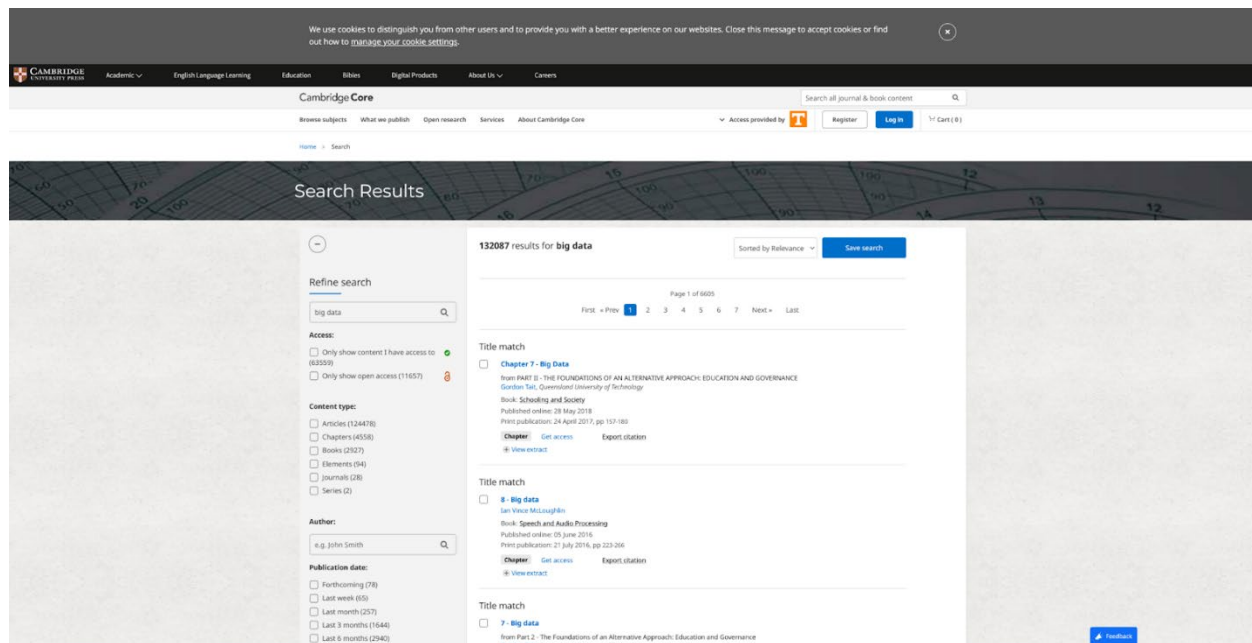 We use cookies to distinguish you from other users and to provide you with a better experience on our websites. Close this message to accept cookies or find
out how to manage your cookie settings.
CAMBRIDGE
UNIVERSITY PRESS
Academic
English Language Learning
Education
Bibles
Digital Products
About Us
Careers
Cambridge Core
Search all journal & book content
Browse subjects
What we publish
Open research
Services
About Cambridge Core
Access provided by
T
Register
Log in
Cart ( 0 )
Home > Search
Search Results
Refine search
big data
Access:
Only show content I have access to
(63559)
Only show open access (11657)
Content type:
Articles (124478)
Chapters (4558)
Books (2927)
Elements (94)
Journals (28)
Series (2)
Author:
e.g. John Smith
Publication date:
Forthcoming (78)
Last week (65)
Last month (257)
Last 3 months (1644)
Last 6 months (2940)
132087 results for big data
Sorted by Relevance
Save search
Page 1 of 6605
First « Prev 1 2 3 4 5 6 7 Next » Last
Title match
Chapter 7 - Big Data
from PART II - THE FOUNDATIONS OF AN ALTERNATIVE APPROACH: EDUCATION AND GOVERNANCE
Gordon Tait, Queensland University of Technology
Book: Schooling and Society
Published online: 28 May 2018
Print publication: 24 April 2017, pp 157-180
Chapter Get access Export citation
View extract
Title match
8 - Big data
Ian Vince McLoughlin
Book: Speech and Audio Processing
Published online: 05 June 2016
Print publication: 21 July 2016, pp 223-266
Chapter Get access Export citation
View extract
Title match
7 - Big data
from Part 2 - The Foundations of an Alternative Approach: Education and Governance
Feedback